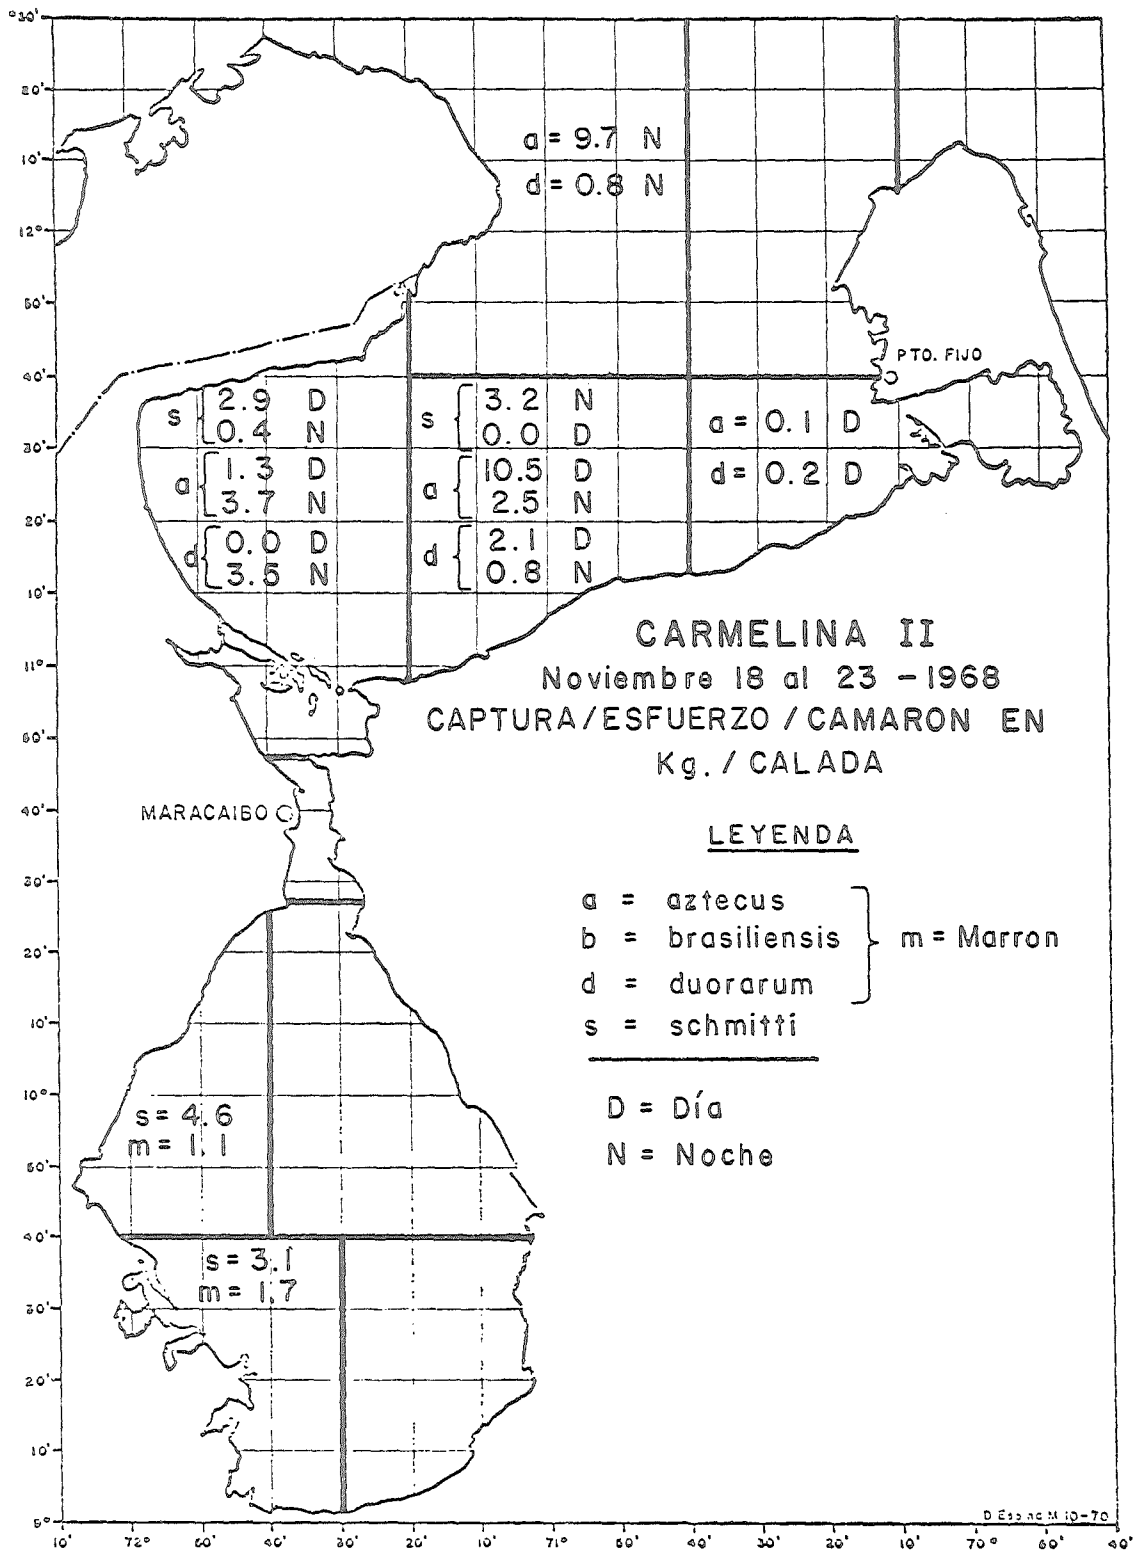 °30'
20'
10'
12°
50'
40'
30'
20'
10'
11°
50'
40'
30'
20'
10'
10°
50'
40'
30'
20'
10'
9°
a = 9.7 N
d = 0.8 N
PTO. FIJO
s { 2.9 D
0.4 N
a { 1.3 D
3.7 N
d { 0.0 D
3.5 N
s [ 3.2 N
0.0 D
a [ 10.5 D
2.5 N
d [ 2.1 D
0.8 N
a = 0.1 D
d = 0.2 D
CARMELINA II
Noviembre 18 al 23 - 1968
CAPTURA/ESFUERZO / CAMARON EN
Kg. / CALADA
MARACAIBO
LEYENDA
a = aztecus
b = brasiliensis } m = Marron
d = duorarum
s = schmitti
D = Día
N = Noche
s = 4.6
m = 1.1
s = 3.1
m = 1.7
10' 72° 50' 40' 30' 20' 10' 71° 50' 40' 30' 20' 10' 70° 50' 40'